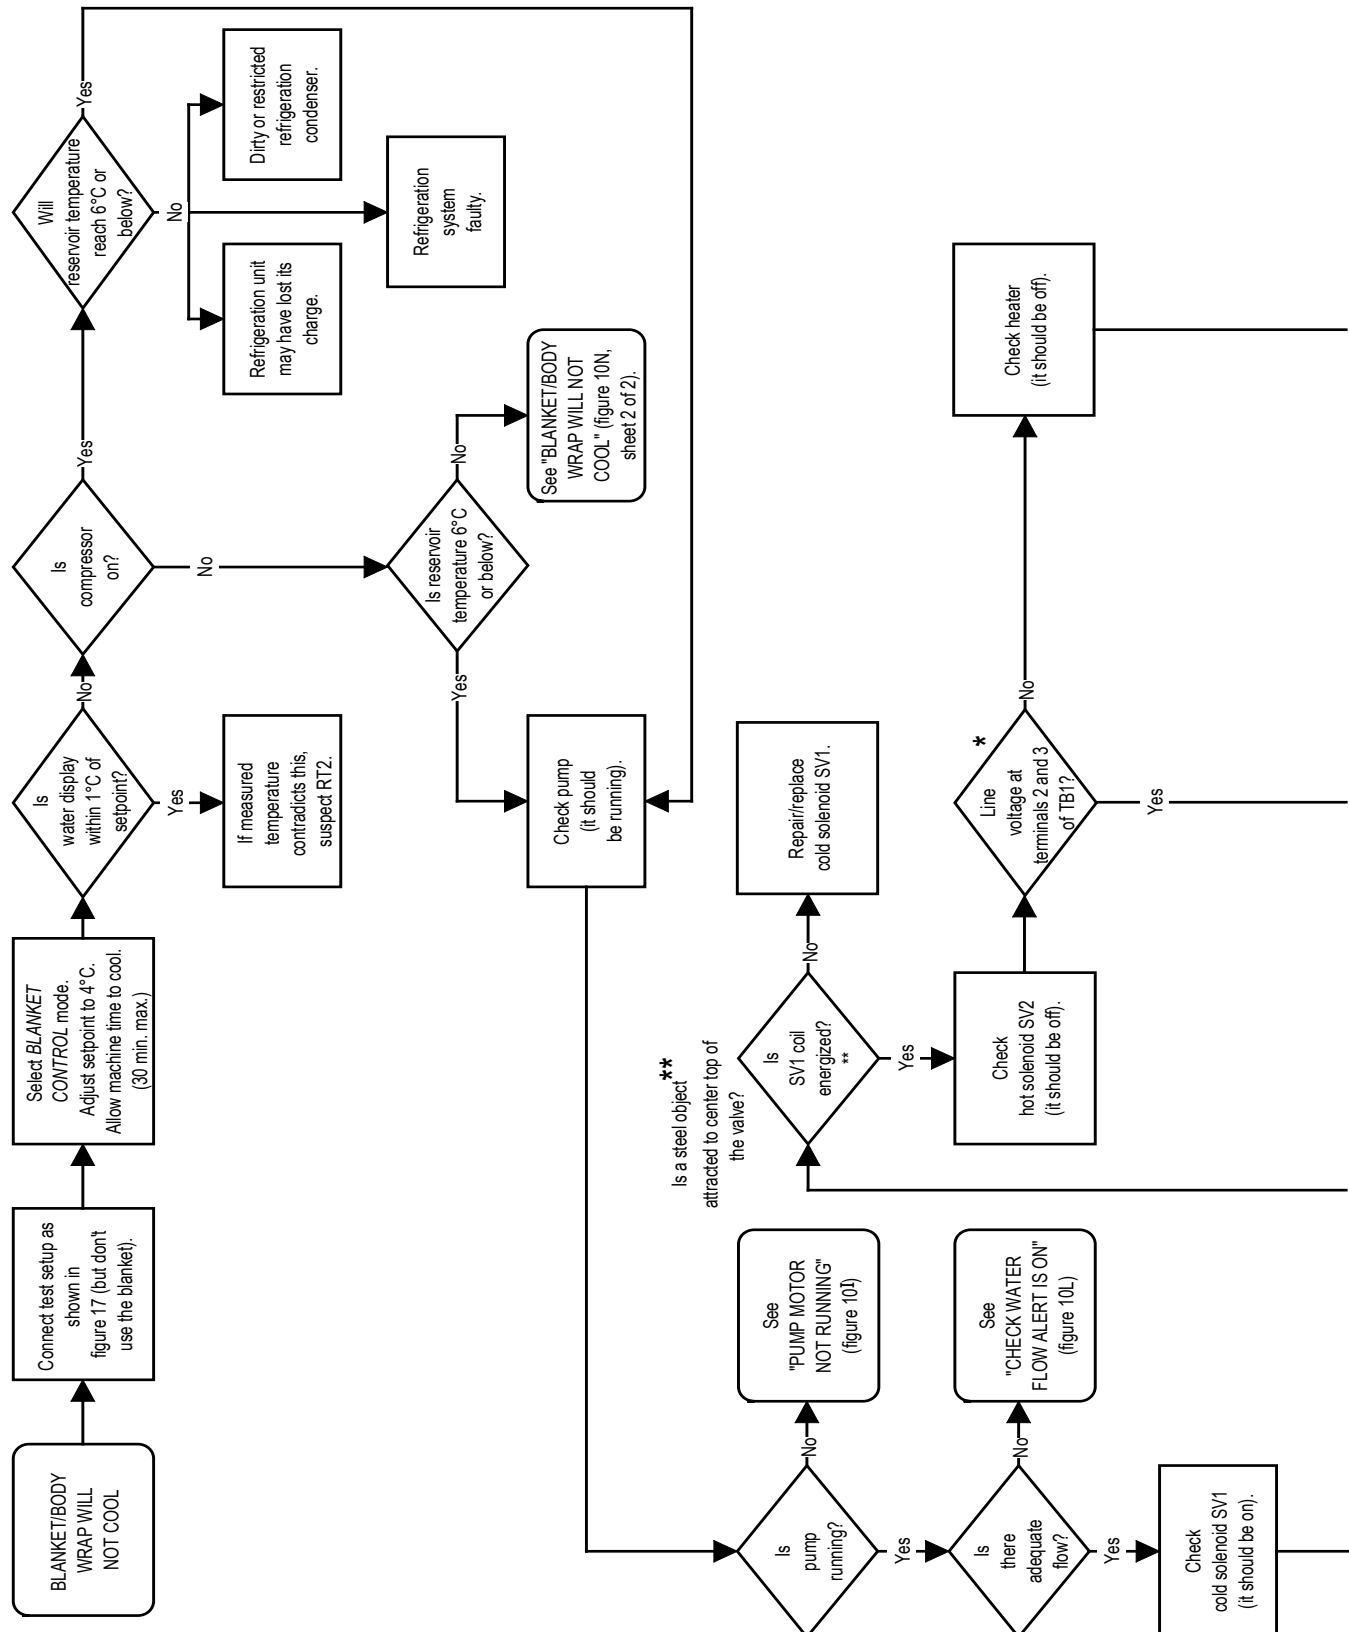 BLANKET/BODY
WRAP WILL
NOT COOL
Connect test setup as
shown in
figure 17 (but don't
use the blanket).
Select BLANKET
CONTROL mode.
Adjust setpoint to 4°C.
Allow machine time to cool.
(30 min. max.)
Is
water display
within 1°C of
setpoint?
No
Yes
If measured
temperature
contradicts this,
suspect RT2.
Is
compressor
on?
Yes
No
Will
reservoir temperature
reach 6°C or
below?
Yes
No
Refrigeration unit
may have lost its
charge.
Dirty or restricted
refrigeration
condenser.
Refrigeration
system
faulty.
Is reservoir
temperature 6°C
or below?
Yes
No
See "BLANKET/BODY
WRAP WILL NOT
COOL" (figure 10N,
sheet 2 of 2).
Check pump
(it should
be running).
Is
pump
running?
No
See
"PUMP MOTOR
NOT RUNNING"
(figure 10I)
Yes
Is
there
adequate
flow?
No
See
"CHECK WATER
FLOW ALERT IS ON"
(figure 10L)
Yes
Check
cold solenoid SV1
(it should be on).
Is a steel object **
attracted to center top of
the valve?
Is
SV1 coil
energized?
**
No
Repair/replace
cold solenoid SV1.
Yes
Check
hot solenoid SV2
(it should be off).
*
Line
voltage at
terminals 2 and 3
of TB1?
No
Yes
Check heater
(it should be off).